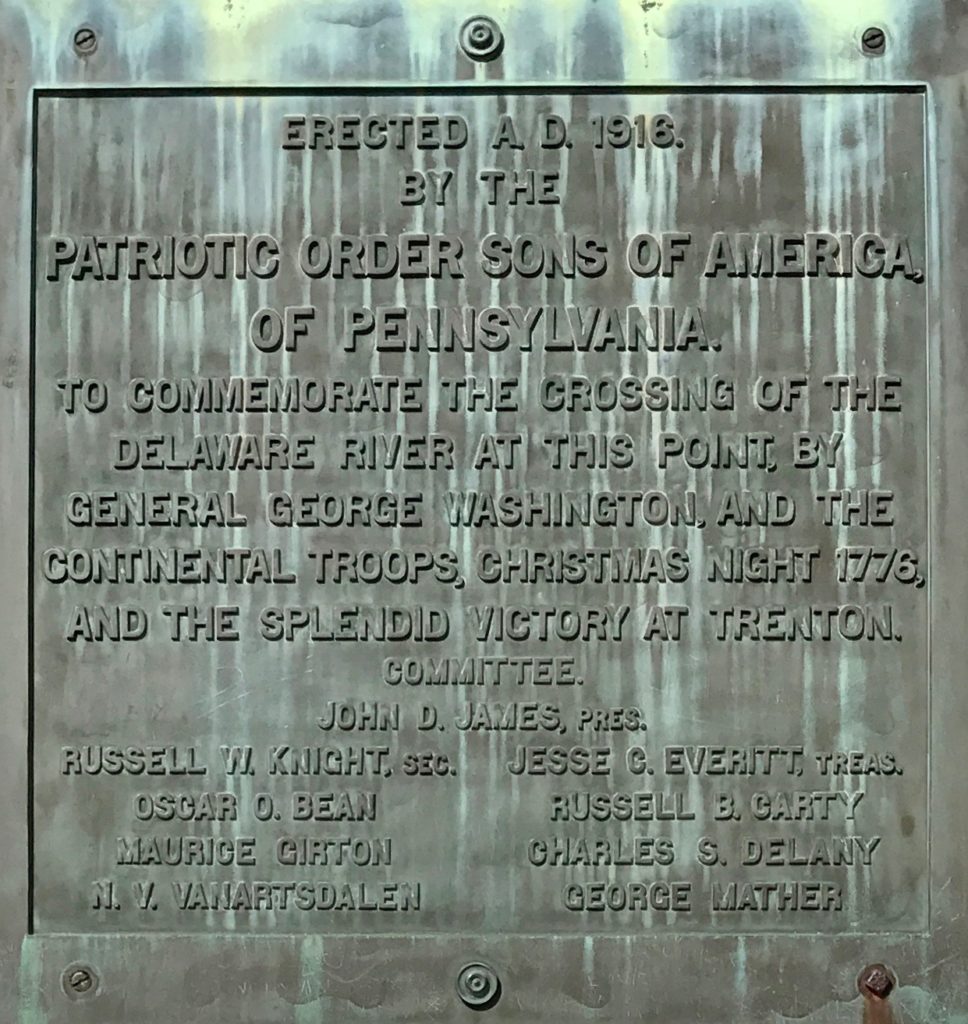 ERECTED A. D. 1916.
BY THE
PATRIOTIC ORDER SONS OF AMERICA,
OF PENNSYLVANIA.
TO COMMEMORATE THE CROSSING OF THE
DELAWARE RIVER AT THIS POINT, BY
GENERAL GEORGE WASHINGTON, AND THE
CONTINENTAL TROOPS, CHRISTMAS NIGHT 1776,
AND THE SPLENDID VICTORY AT TRENTON.
COMMITTEE.
JOHN D. JAMES, PRES.
RUSSELL W. KNIGHT, SEC. JESSE C. EVERITT, TREAS.
OSCAR O. BEAN RUSSELL B. CARTY
MAURICE GIRTON CHARLES S. DELANY
N. V. VANARTSDALEN GEORGE MATHER